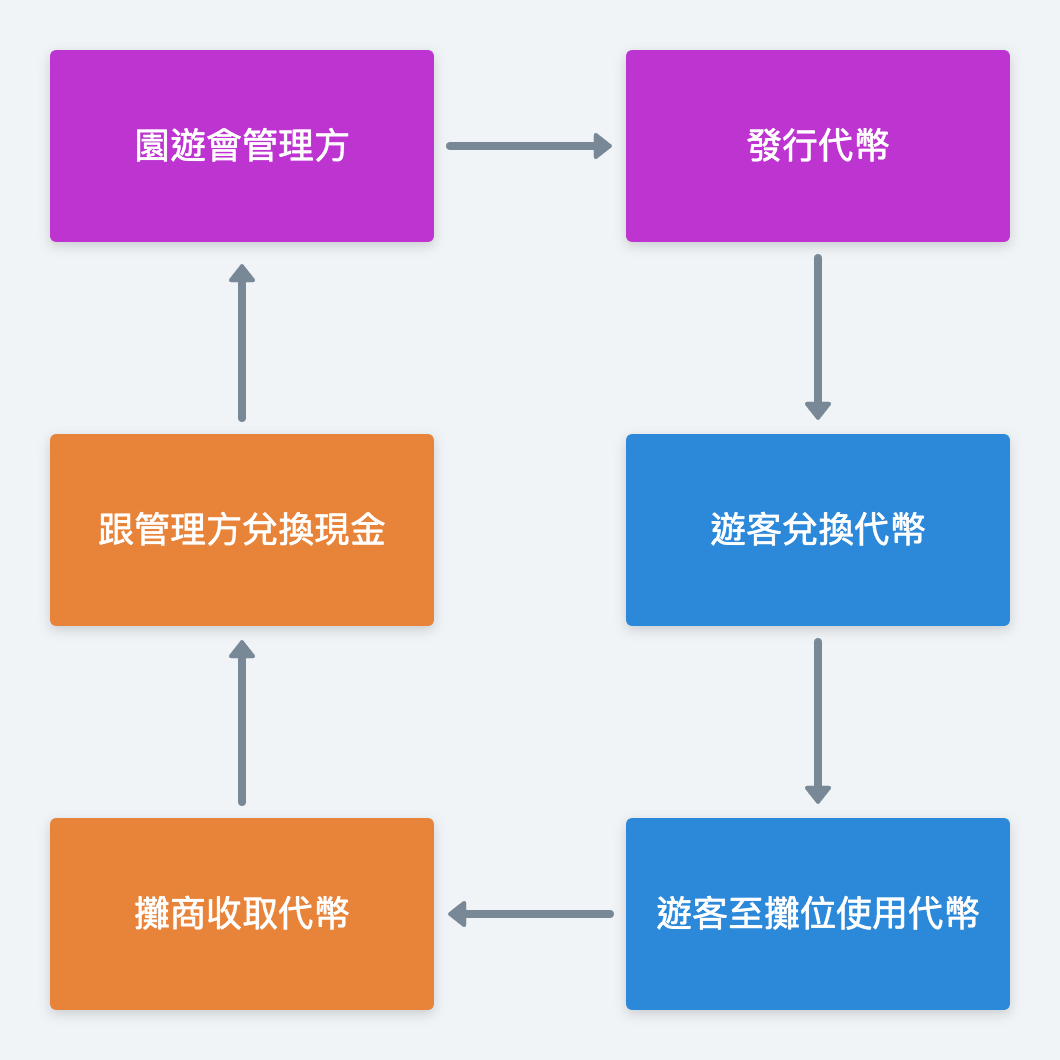 園遊會管理方
發行代幣
跟管理方兌換現金
遊客兌換代幣
攤商收取代幣
遊客至攤位使用代幣